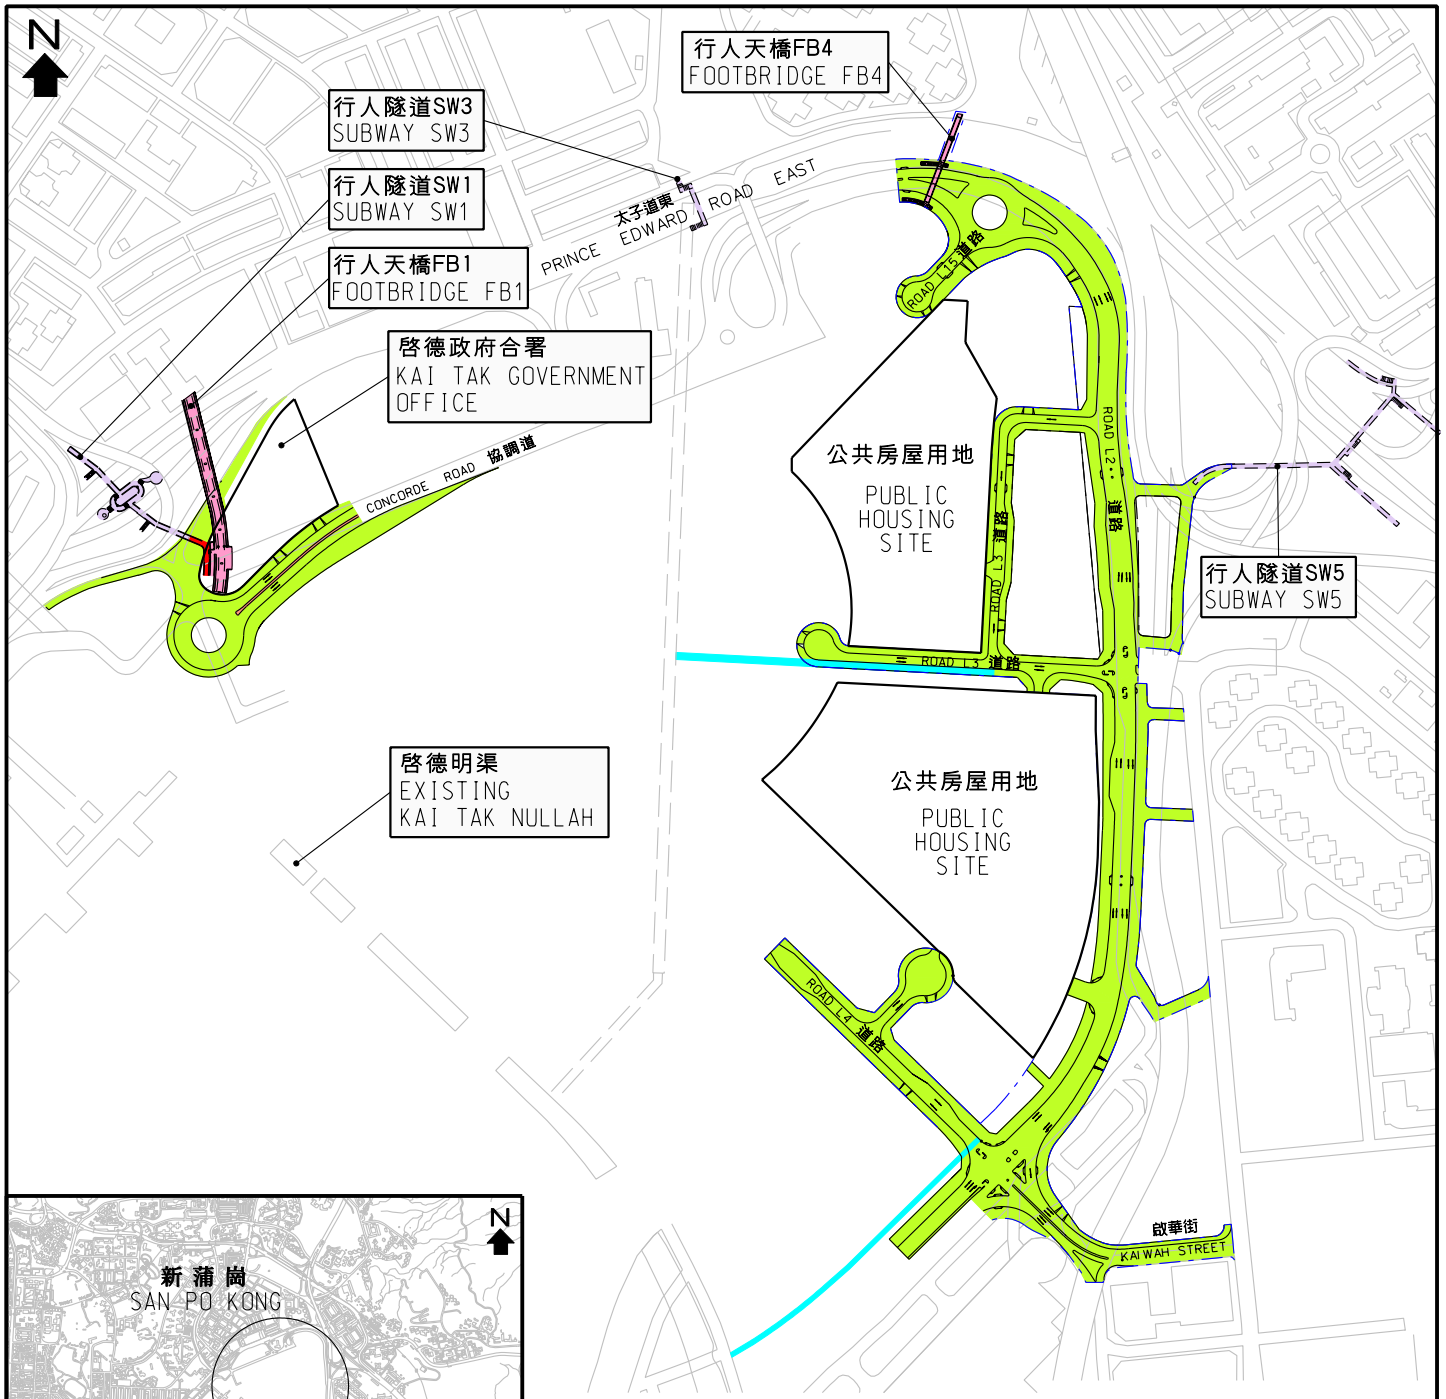 N
行人天橋FB4
FOOTBRIDGE FB4
行人隧道SW3
SUBWAY SW3
行人隧道SW1
SUBWAY SW1
行人天橋FB1
FOOTBRIDGE FB1
太子道東
PRINCE EDWARD ROAD EAST
啓德政府合署
KAI TAK GOVERNMENT
OFFICE
CONCORDE ROAD 協調道
ROAD L15 道路
公共房屋用地
PUBLIC
HOUSING
SITE
ROAD L2 道路
ROAD L3 道路
行人隧道SW5
SUBWAY SW5
ROAD L3 道路
啓德明渠
EXISTING
KAI TAK NULLAH
公共房屋用地
PUBLIC
HOUSING
SITE
ROAD L4 道路
啟華街
KAI WAH STREET
N
新蒲崗
SAN PO KONG